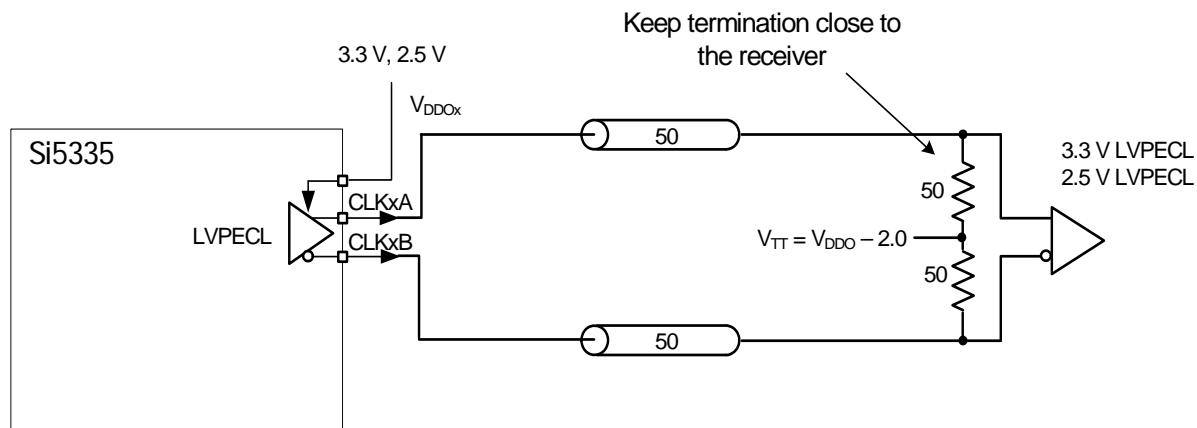 Keep termination close to
the receiver
3.3 V, 2.5 V
VDDOx
50
Si5335
3.3 V LVPECL
2.5 V LVPECL
CLKxA
50
LVPECL
VTT = VDDO – 2.0
CLKxB
50
50